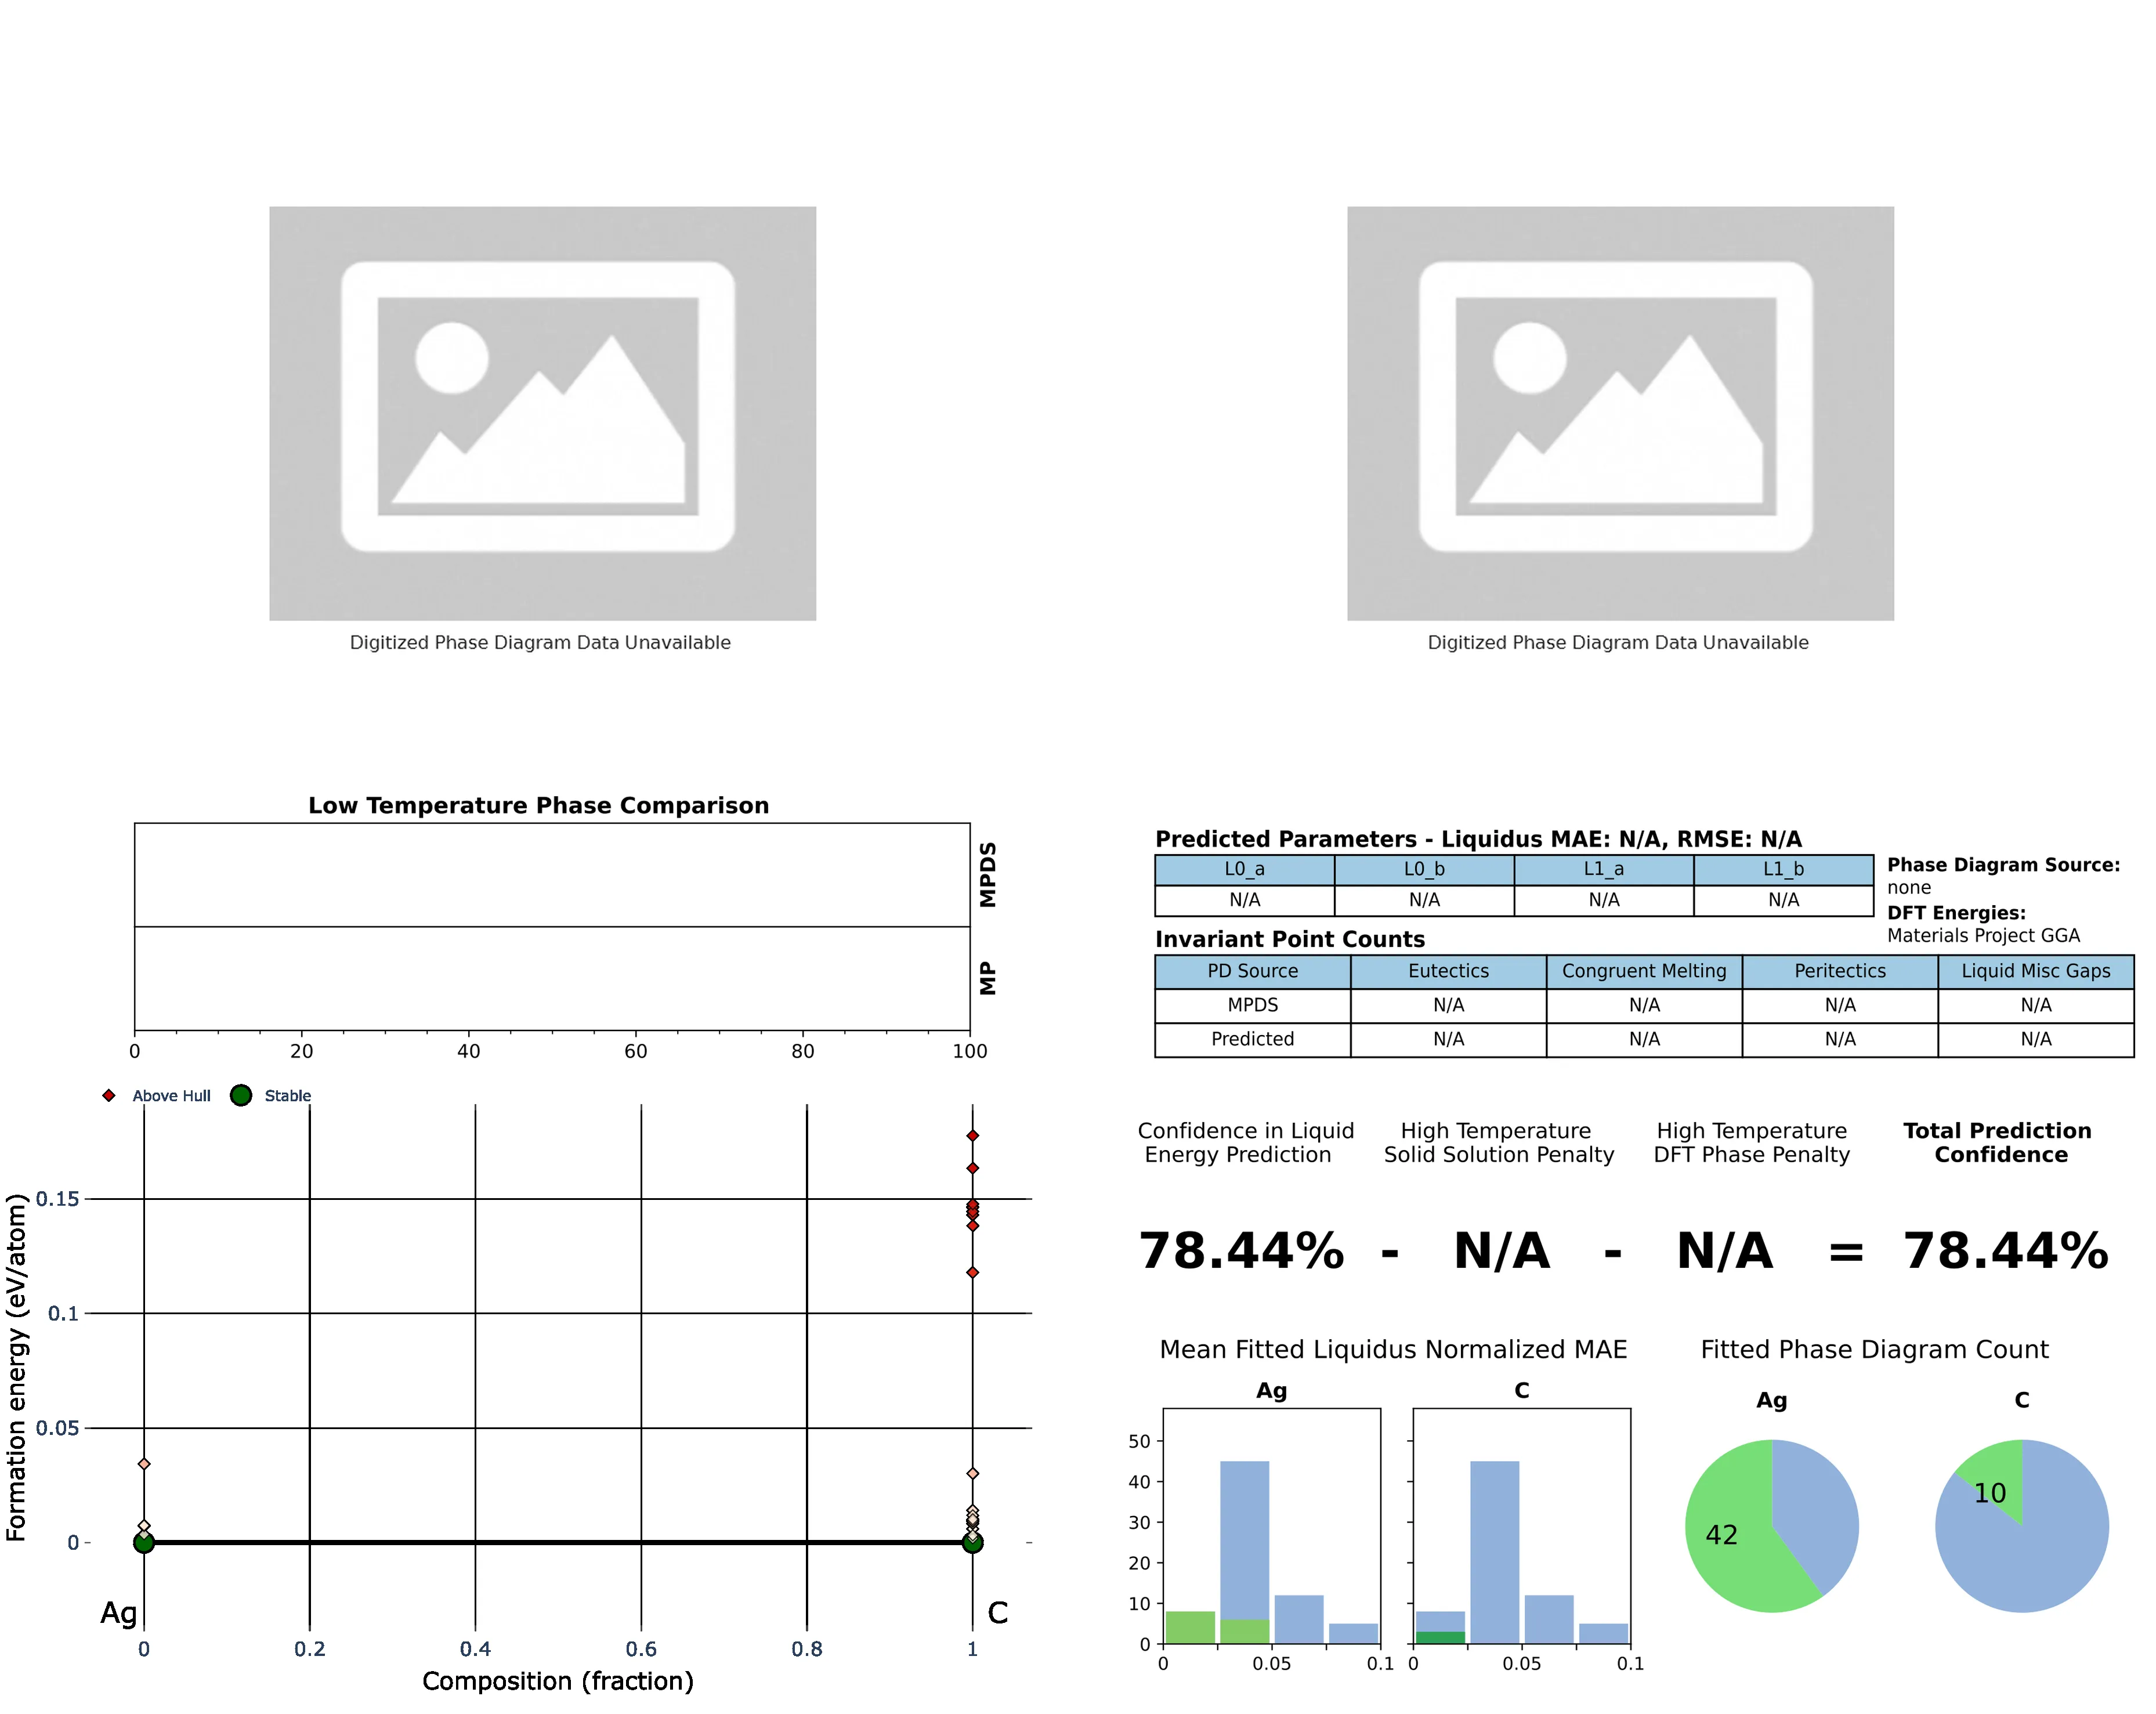 Digitized Phase Diagram Data Unavailable
Digitized Phase Diagram Data Unavailable
Low Temperature Phase Comparison
MPDS
MP
0 20 40 60 80 100
Predicted Parameters - Liquidus MAE: N/A, RMSE: N/A
L0_a L0_b L1_a L1_b
N/A N/A N/A N/A
Phase Diagram Source:
none
DFT Energies:
Materials Project GGA
Invariant Point Counts
PD Source Eutectics Congruent Melting Peritectics Liquid Misc Gaps
MPDS N/A N/A N/A N/A
Predicted N/A N/A N/A N/A
Above Hull Stable
Formation energy (eV/atom)
0.15
0.1
0.05
0
Ag C
0 0.2 0.4 0.6 0.8 1
Composition (fraction)
Confidence in Liquid
Energy Prediction
High Temperature
Solid Solution Penalty
High Temperature
DFT Phase Penalty
Total Prediction
Confidence
78.44% - N/A - N/A = 78.44%
Mean Fitted Liquidus Normalized MAE
Ag C
50
40
30
20
10
0
0 0.05 0.1 0 0.05 0.1
Fitted Phase Diagram Count
Ag C
42 10